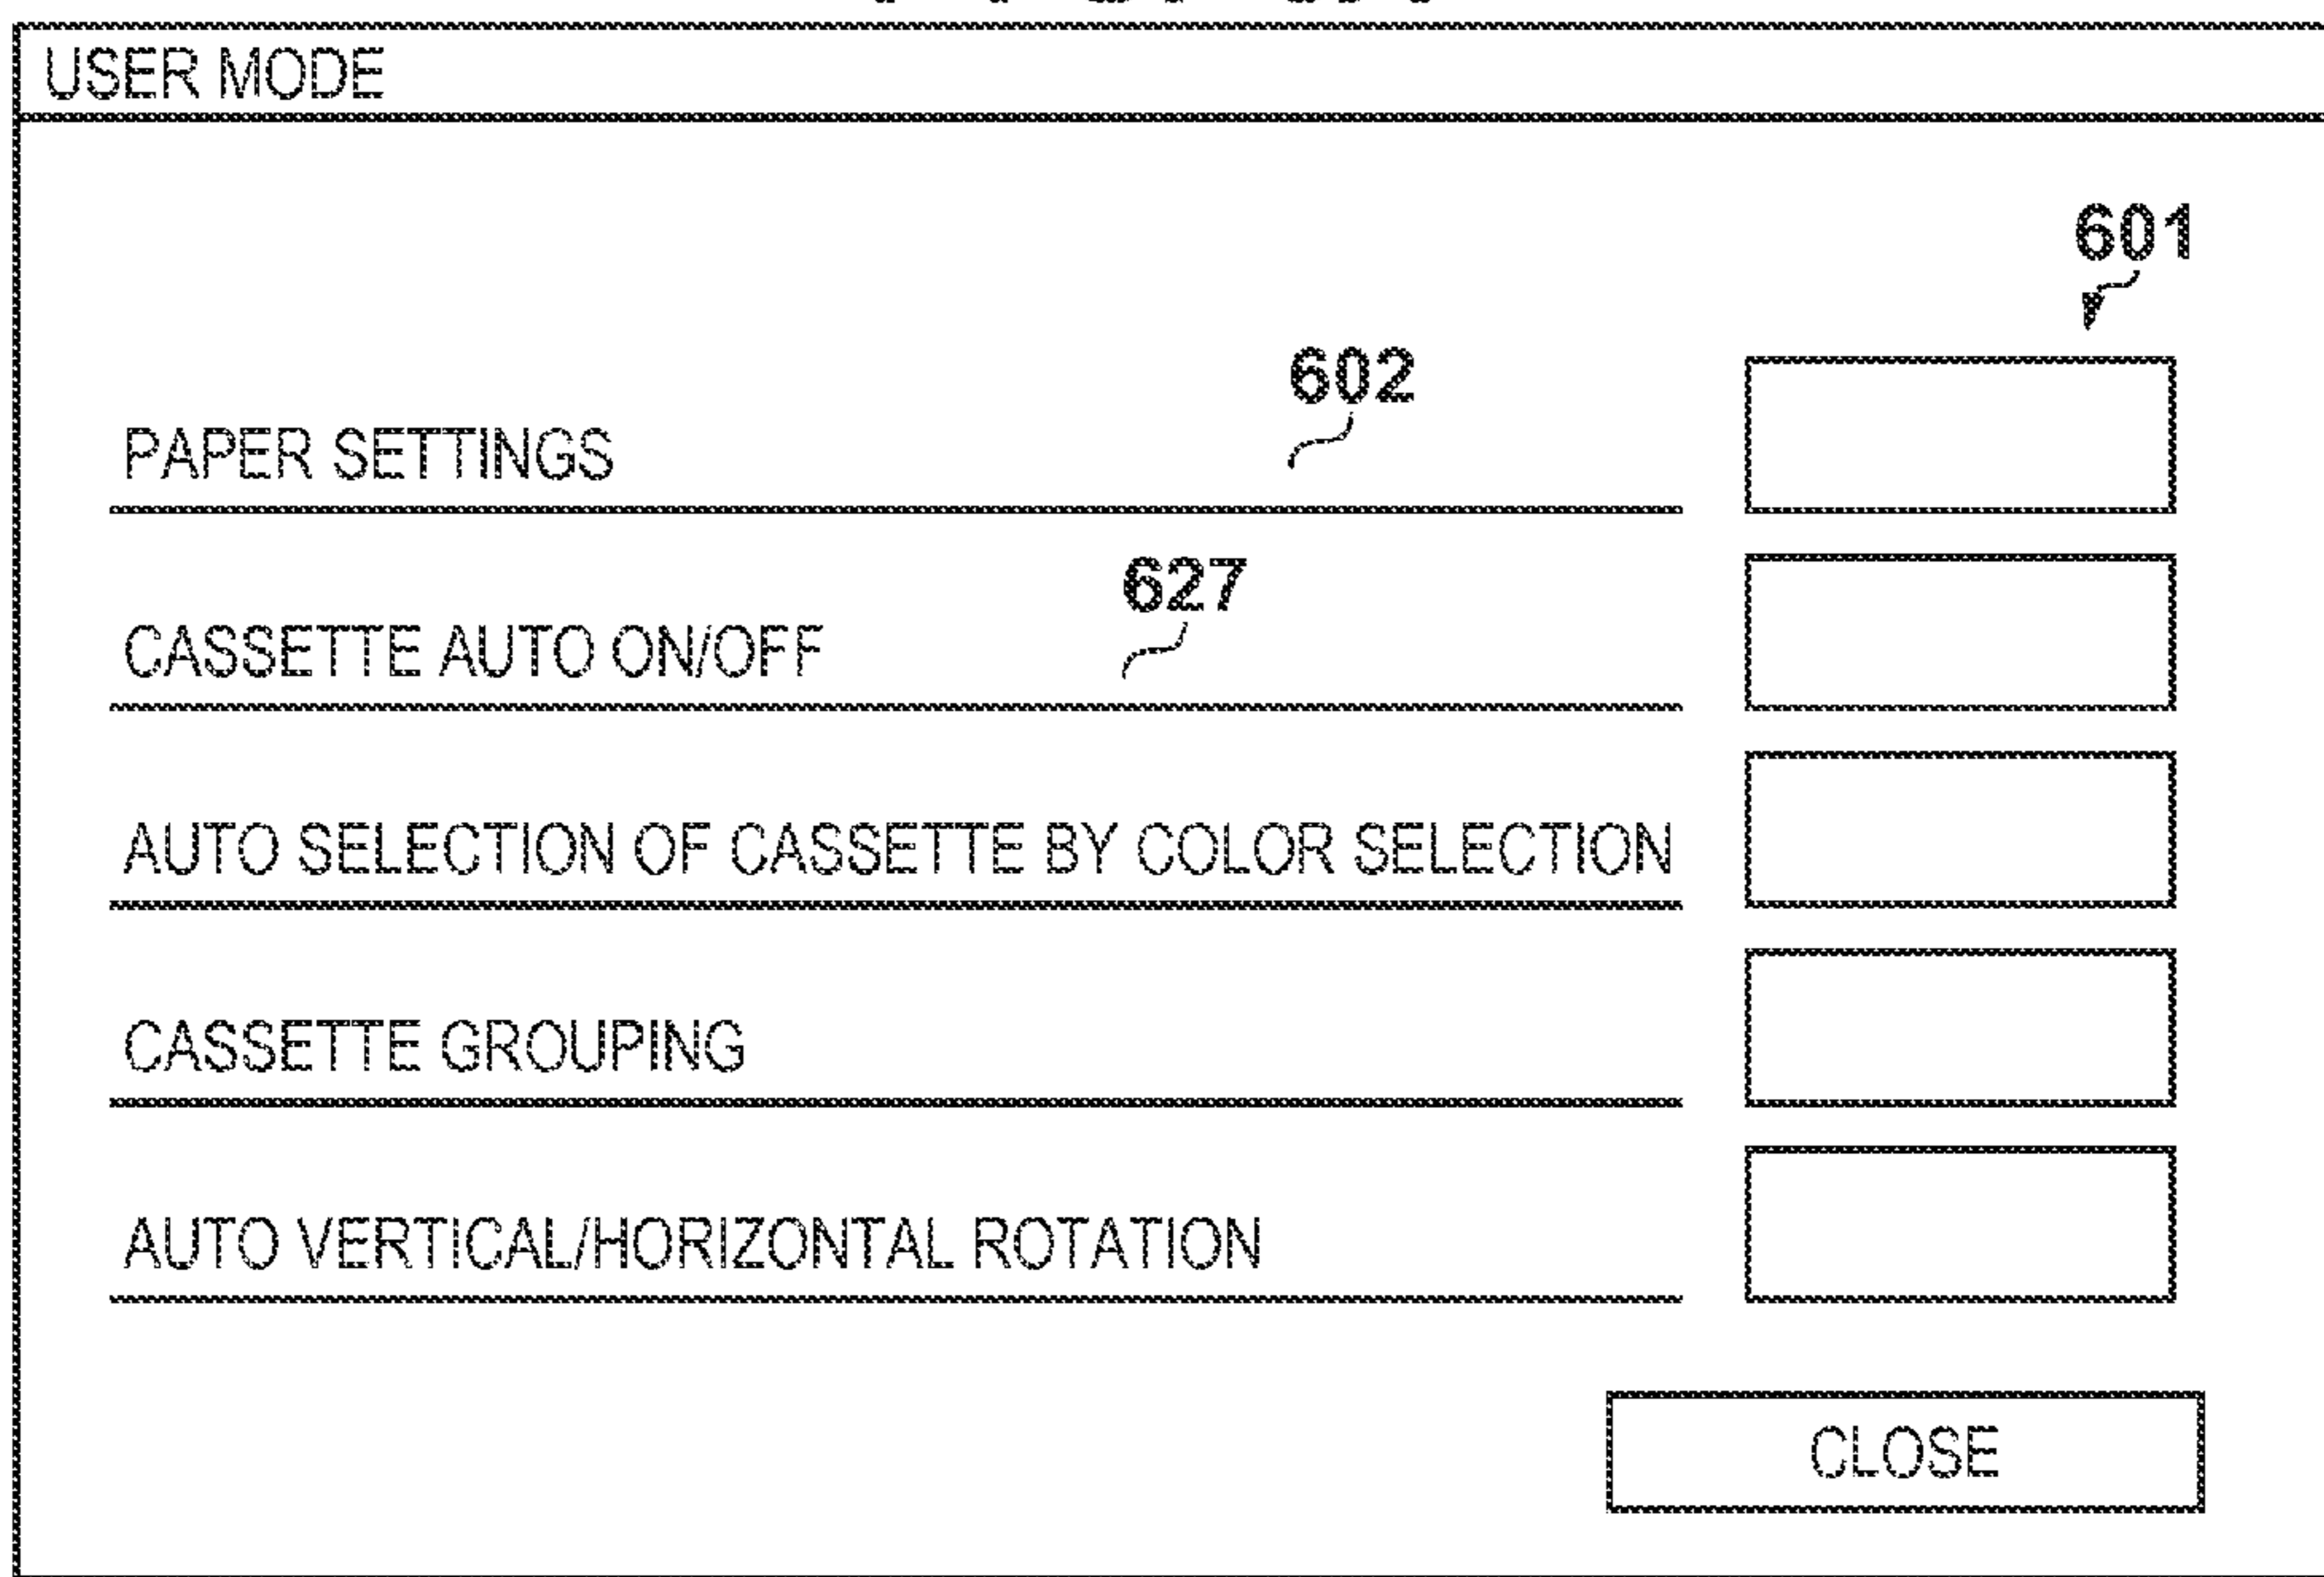 USER MODE
601
602
PAPER SETTINGS
627
CASSETTE AUTO ON/OFF
AUTO SELECTION OF CASSETTE BY COLOR SELECTION
CASSETTE GROUPING
AUTO VERTICAL/HORIZONTAL ROTATION
CLOSE